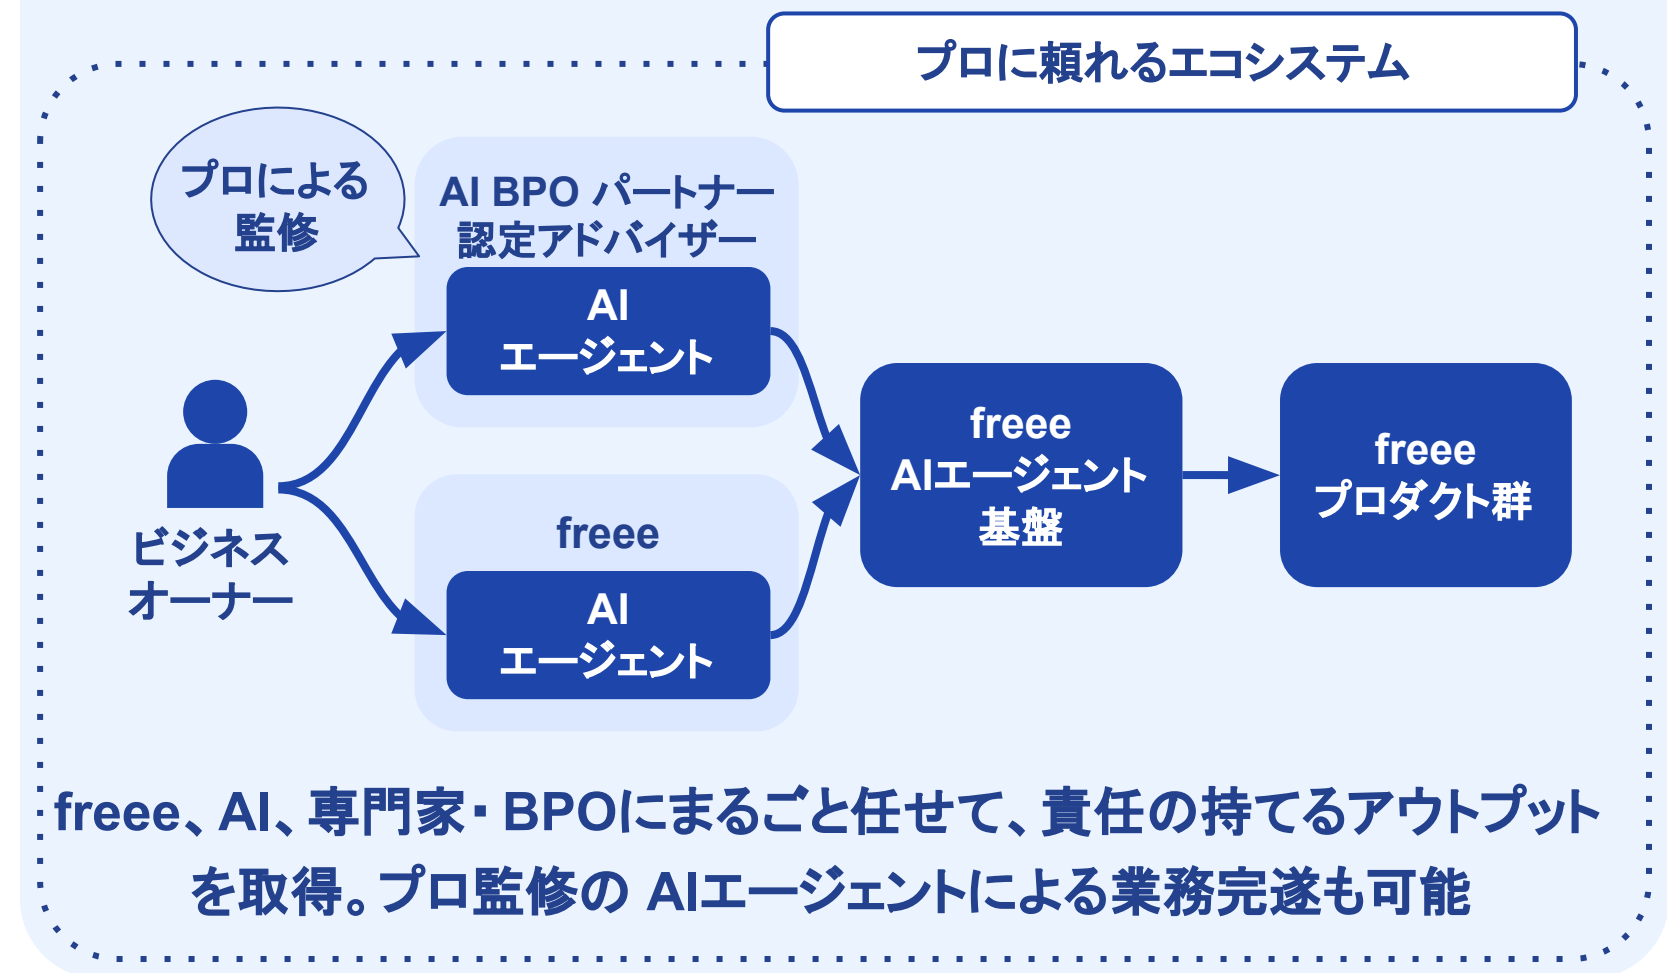 プロに頼れるエコシステム
プロによる
監修
AI BPO パートナー
認定アドバイザー
AI
エージェント
freee
AI
エージェント
ビジネス
オーナー
freee
AIエージェント
基盤
freee
プロダクト群
freee、AI、専門家・BPOにまるごと任せて、責任の持てるアウトプット
を取得。プロ監修の AIエージェントによる業務完遂も可能